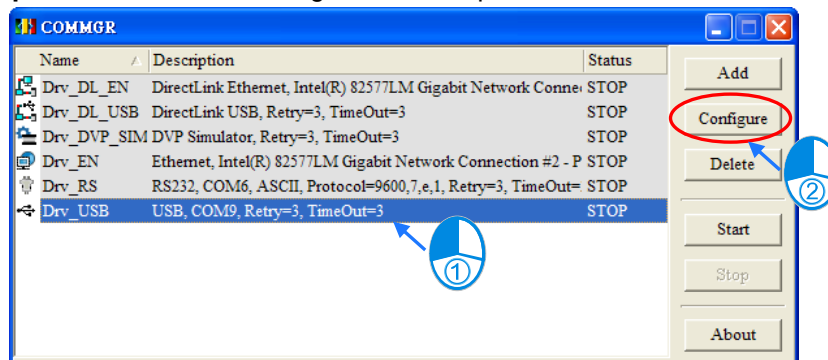 COMMGR
Name Description Status
Drv_DL_EN DirectLink Ethernet, Intel(R) 82577LM Gigabit Network Conne STOP
Drv_DL_USB DirectLink USB, Retry=3, TimeOut=3 STOP
Drv_DVP_SIM DVP Simulator, Retry=3, TimeOut=3 STOP
Drv_EN Ethernet, Intel(R) 82577LM Gigabit Network Connection #2 - P STOP
Drv_RS RS232, COM6, ASCII, Protocol=9600,7,e,1, Retry=3, TimeOut= STOP
Drv_USB USB, COM9, Retry=3, TimeOut=3 STOP
①
Add
Configure
②
Delete
Start
Stop
About